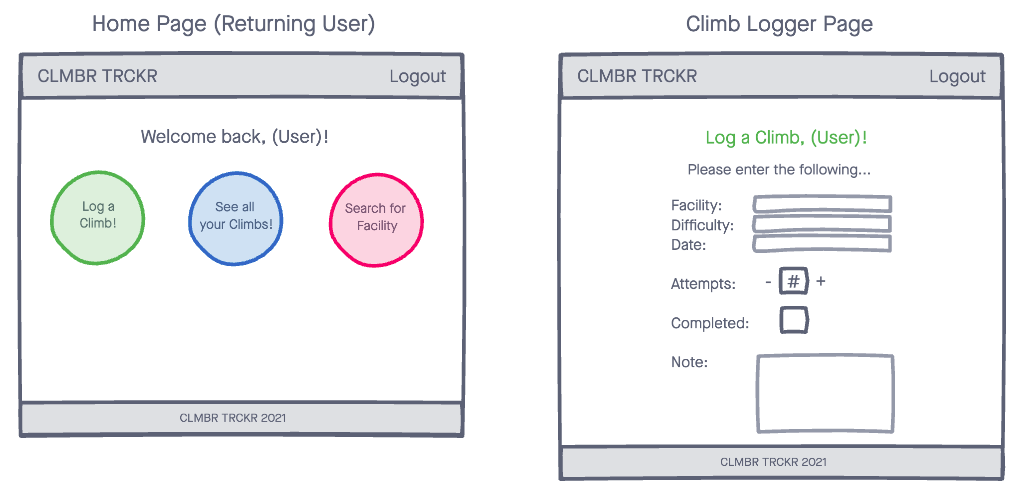 Home Page (Returning User)
CLMBR TRCKR
Logout
Welcome back, (User)!
Log a
Climb!
See all
your Climbs!
Search for
Facility
CLMBR TRCKR 2021
Climb Logger Page
CLMBR TRCKR
Logout
Log a Climb, (User)!
Please enter the following...
Facility:
Difficulty:
Date:
Attempts: - # +
Completed:
Note:
CLMBR TRCKR 2021